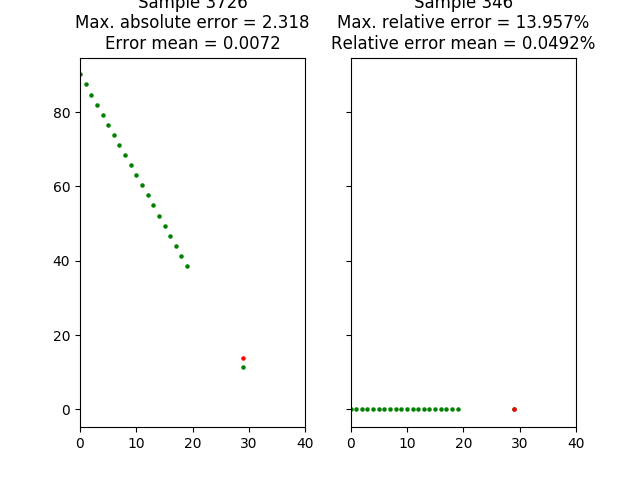 Sample 3726
Max. absolute error = 2.318
Error mean = 0.0072
Sample 346
Max. relative error = 13.957%
Relative error mean = 0.0492%
80
60
40
20
0
0 10 20 30 40
0 10 20 30 40